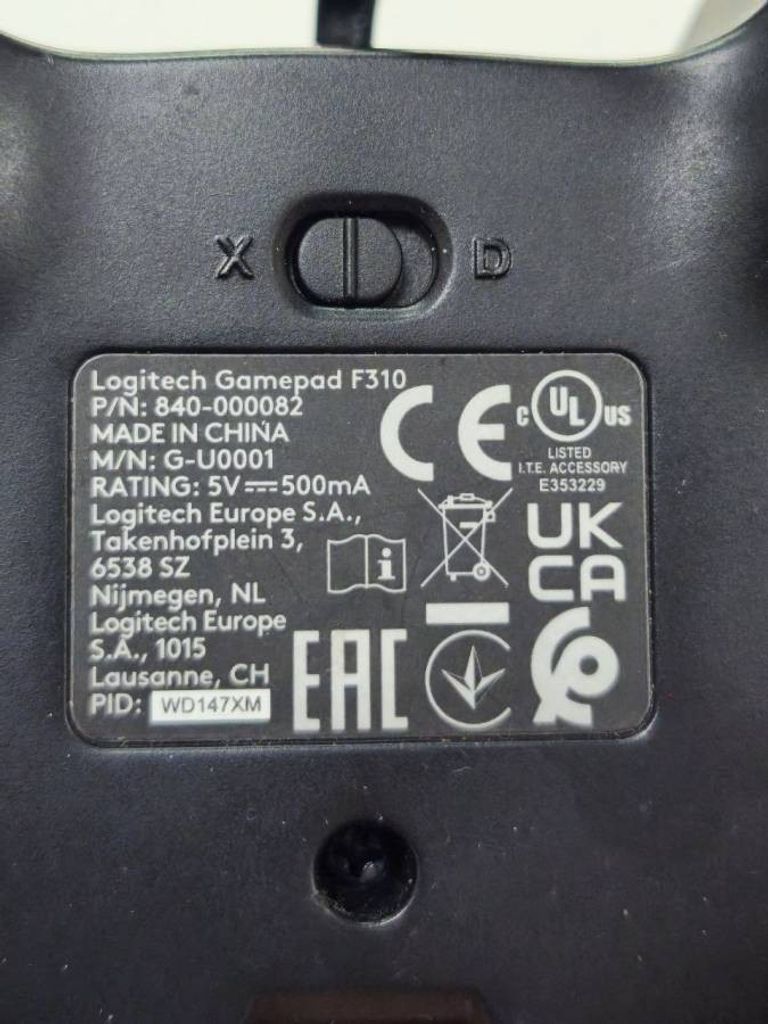 X D
Logitech Gamepad F310
P/N: 840-000082
MADE IN CHINA
M/N: G-U0001
RATING: 5V⎓500mA
Logitech Europe S.A.,
Takenhofplein 3,
6538 SZ
Nijmegen, NL
Logitech Europe
S.A., 1015
Lausanne, CH
PID: WD147XM
CE
c UL US
LISTED
I.T.E. ACCESSORY
E353229
i
UK
CA
EAC